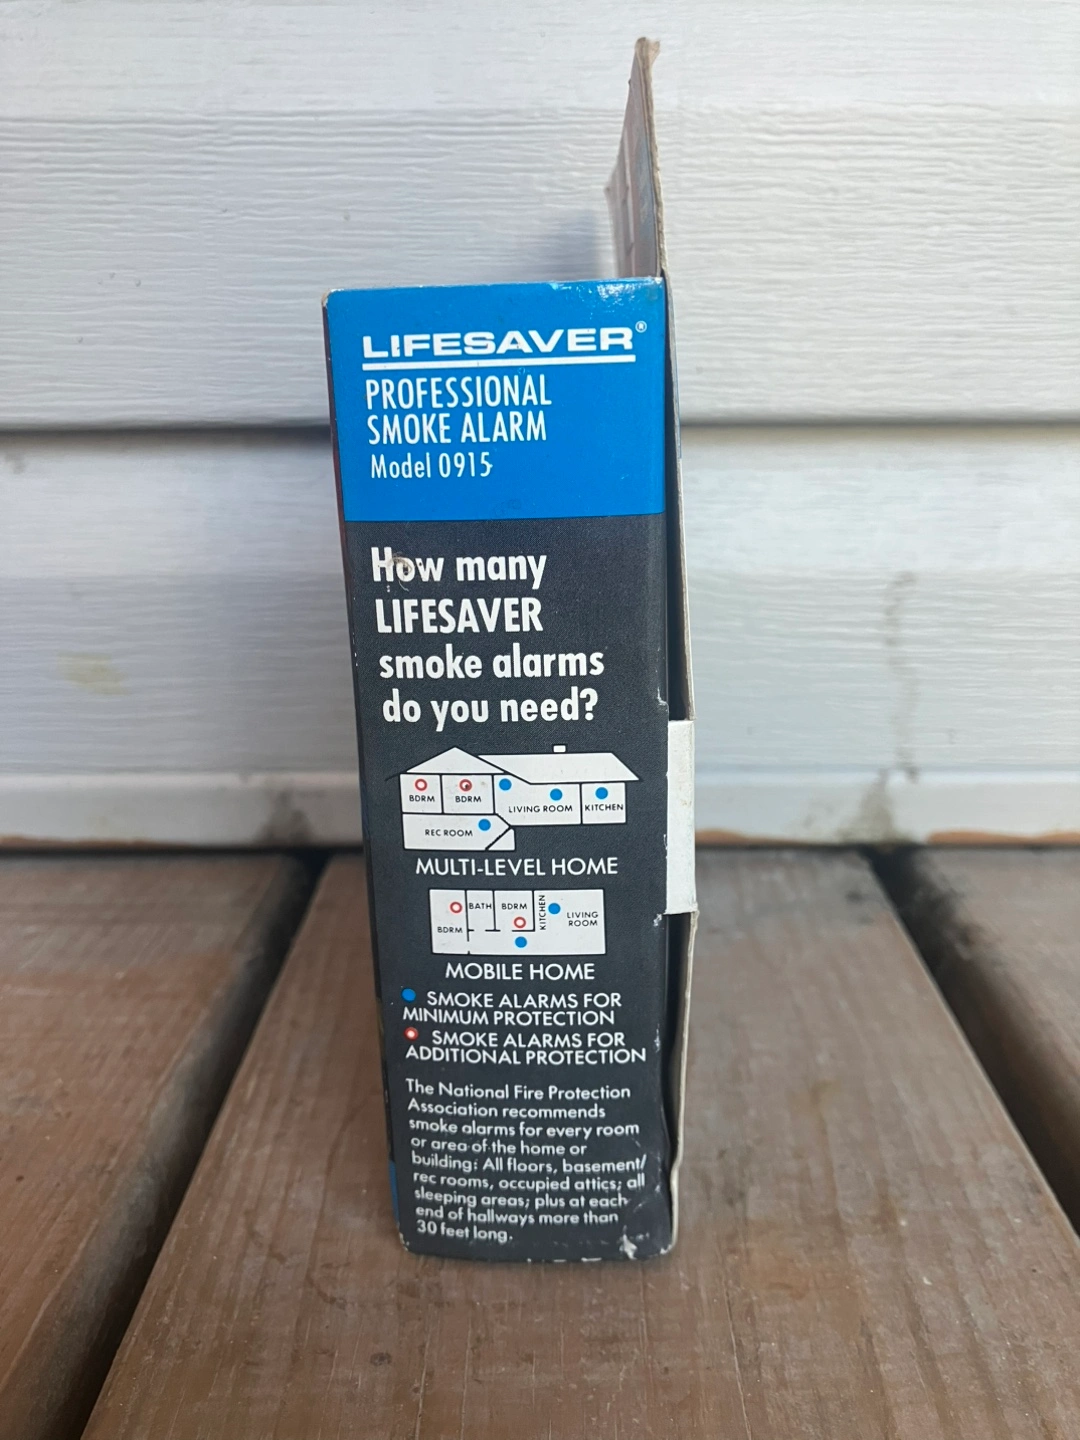 LIFESAVER®
PROFESSIONAL
SMOKE ALARM
Model 0915
How many
LIFESAVER
smoke alarms
do you need?
BDRM BDRM LIVING ROOM KITCHEN
REC ROOM
MULTI-LEVEL HOME
BDRM BATH BDRM KITCHEN LIVING
ROOM
MOBILE HOME
SMOKE ALARMS FOR
MINIMUM PROTECTION
SMOKE ALARMS FOR
ADDITIONAL PROTECTION
The National Fire Protection
Association recommends
smoke alarms for every room
or area of the home or
building: All floors, basement/
rec rooms, occupied attics; all
sleeping areas; plus at each
end of hallways more than
30 feet long.